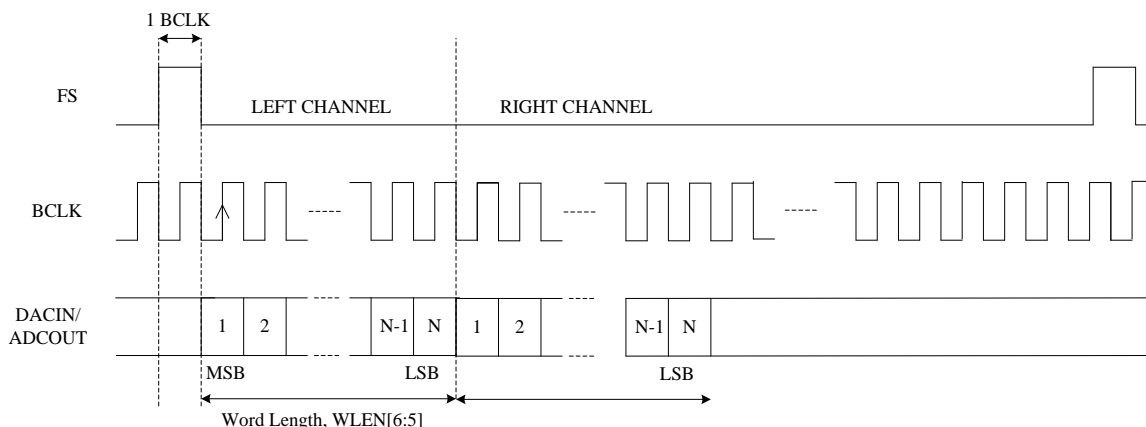 1 BCLK
FS
LEFT CHANNEL RIGHT CHANNEL
BCLK
DACIN/
ADCOUT
1 2 N-1 N 1 2 N-1 N
MSB LSB LSB
Word Length, WLEN[6:5]